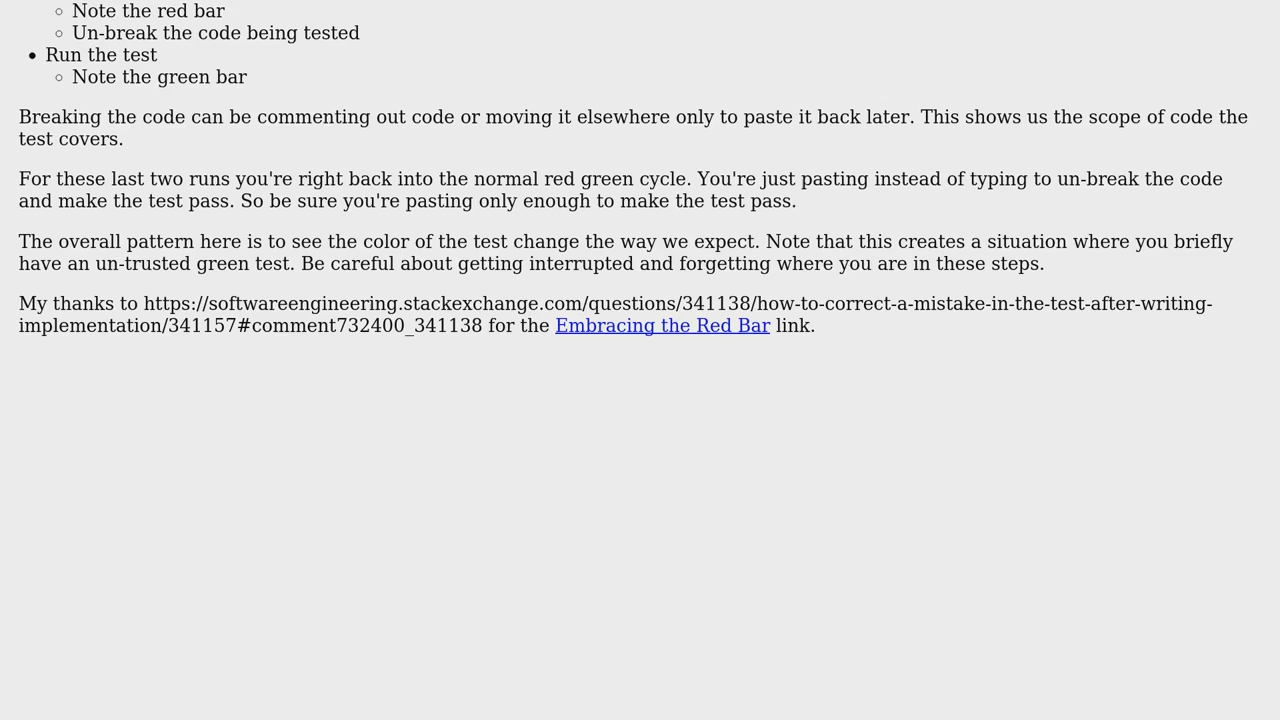 Note the red bar
Un-break the code being tested
Run the test
Note the green bar
Breaking the code can be commenting out code or moving it elsewhere only to paste it back later. This shows us the scope of code the
test covers.
For these last two runs you're right back into the normal red green cycle. You're just pasting instead of typing to un-break the code
and make the test pass. So be sure you're pasting only enough to make the test pass.
The overall pattern here is to see the color of the test change the way we expect. Note that this creates a situation where you briefly
have an un-trusted green test. Be careful about getting interrupted and forgetting where you are in these steps.
My thanks to https://softwareengineering.stackexchange.com/questions/341138/how-to-correct-a-mistake-in-the-test-after-writing-
implementation/341157#comment732400_341138 for the Embracing the Red Bar link.